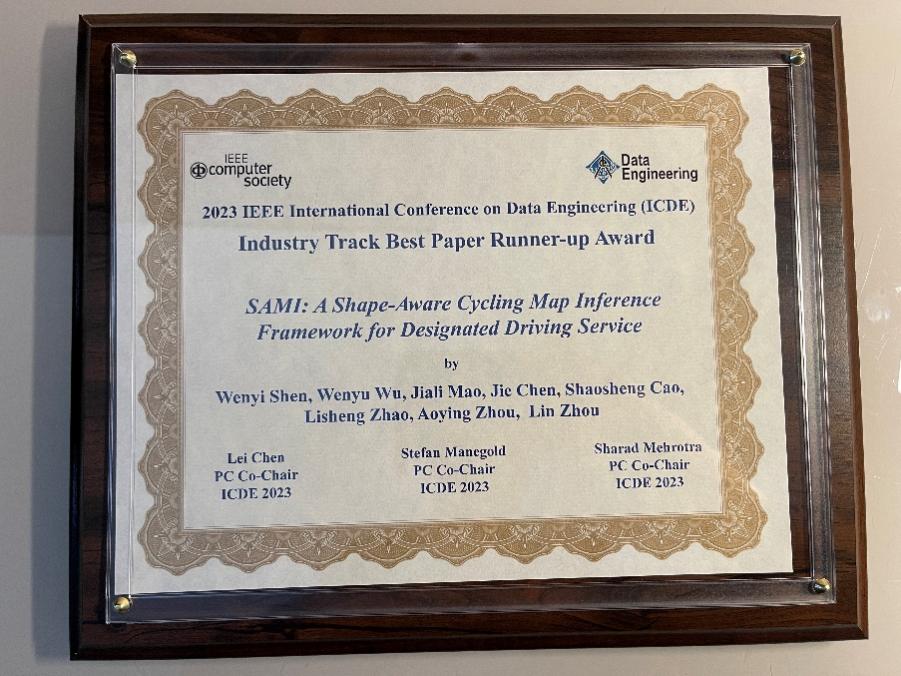 IEEE
computer
society
Data
Engineering
2023 IEEE International Conference on Data Engineering (ICDE)
Industry Track Best Paper Runner-up Award
SAMI: A Shape-Aware Cycling Map Inference
Framework for Designated Driving Service
by
Wenyi Shen, Wenyu Wu, Jiali Mao, Jie Chen, Shaosheng Cao,
Lisheng Zhao, Aoying Zhou, Lin Zhou
Lei Chen
PC Co-Chair
ICDE 2023
Stefan Manegold
PC Co-Chair
ICDE 2023
Sharad Mehrotra
PC Co-Chair
ICDE 2023